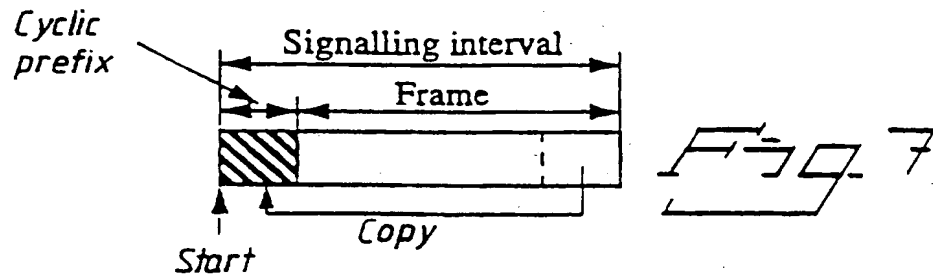 Cyclic
prefix
Signalling interval
Frame
Copy
Start
Fig. 7